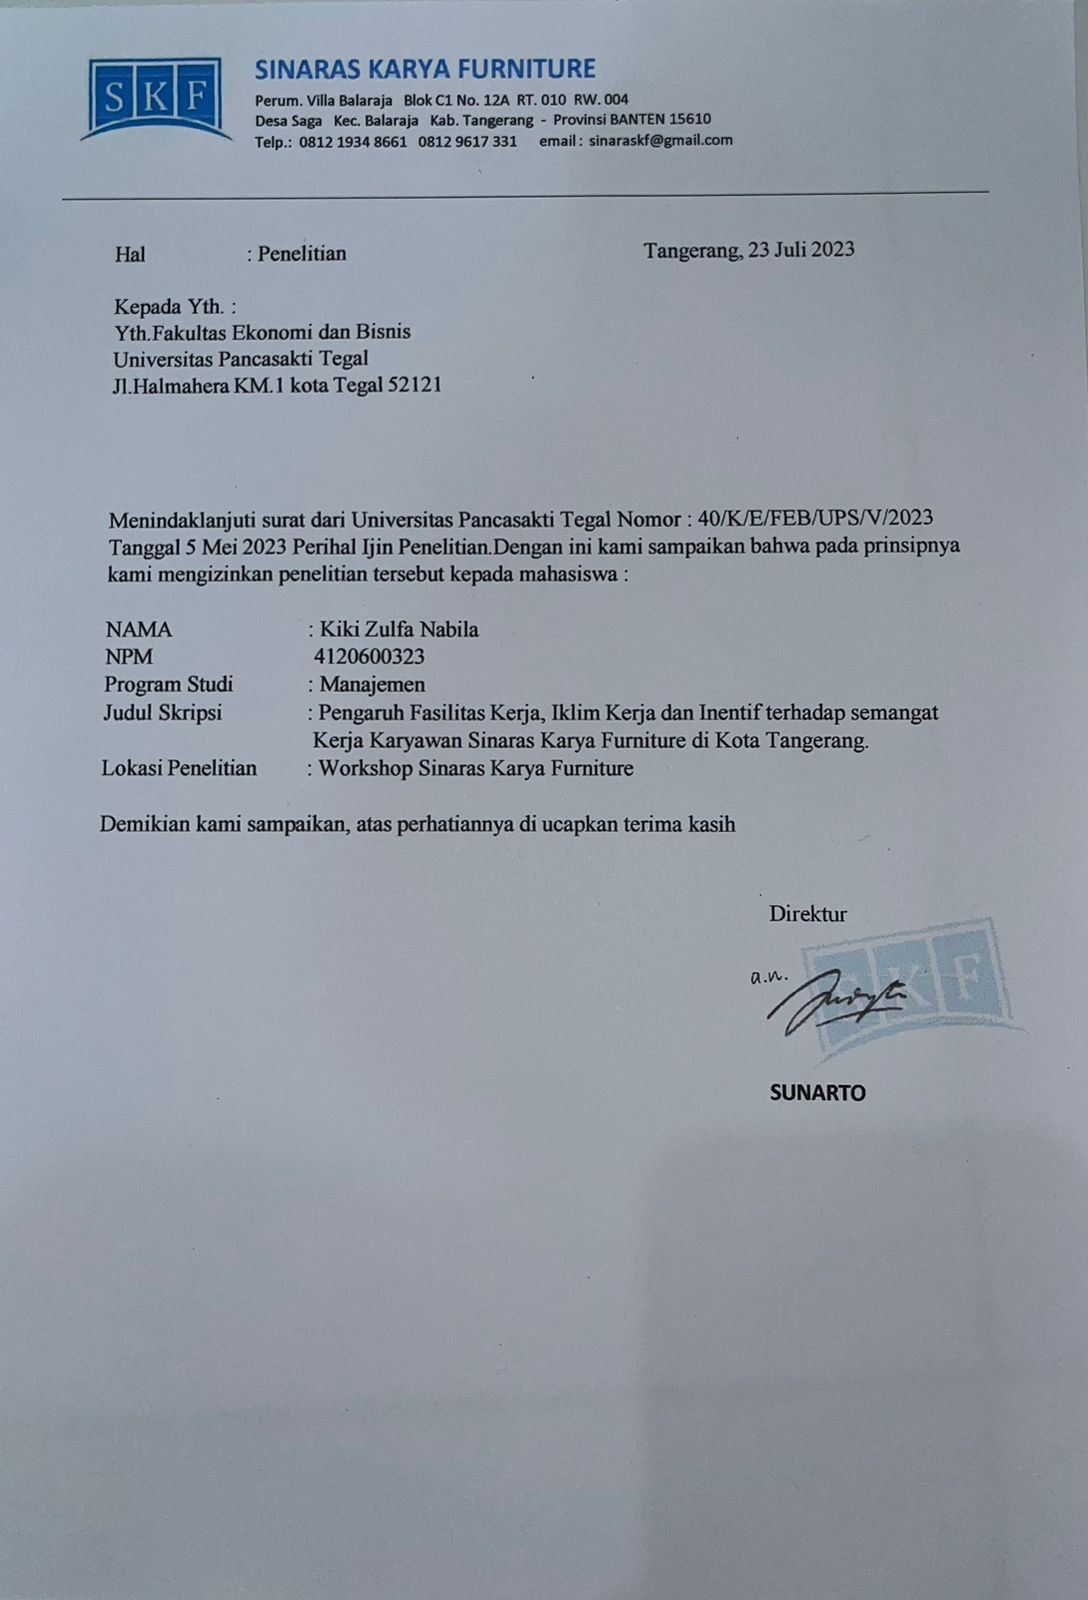 SKF
SINARAS KARYA FURNITURE
Perum. Villa Balaraja Blok C1 No. 12A RT. 010 RW. 004
Desa Saga Kec. Balaraja Kab. Tangerang - Provinsi BANTEN 15610
Telp.: 0812 1934 8661 0812 9617 331 email : sinaraskf@gmail.com
Hal : Penelitian Tangerang, 23 Juli 2023
Kepada Yth. :
Yth.Fakultas Ekonomi dan Bisnis
Universitas Pancasakti Tegal
Jl.Halmahera KM.1 kota Tegal 52121
Menindaklanjuti surat dari Universitas Pancasakti Tegal Nomor : 40/K/E/FEB/UPS/V/2023
Tanggal 5 Mei 2023 Perihal Ijin Penelitian.Dengan ini kami sampaikan bahwa pada prinsipnya
kami mengizinkan penelitian tersebut kepada mahasiswa :
NAMA : Kiki Zulfa Nabila
NPM 4120600323
Program Studi : Manajemen
Judul Skripsi : Pengaruh Fasilitas Kerja, Iklim Kerja dan Inentif terhadap semangat
Kerja Karyawan Sinaras Karya Furniture di Kota Tangerang.
Lokasi Penelitian : Workshop Sinaras Karya Furniture
Demikian kami sampaikan, atas perhatiannya di ucapkan terima kasih
Direktur
a.n.
SKF
SUNARTO